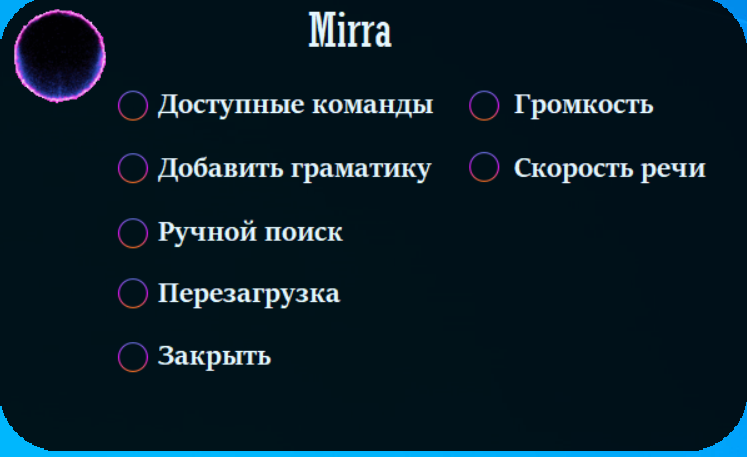 Mirra
Доступные команды
Громкость
Добавить граматику
Скорость речи
Ручной поиск
Перезагрузка
Закрыть